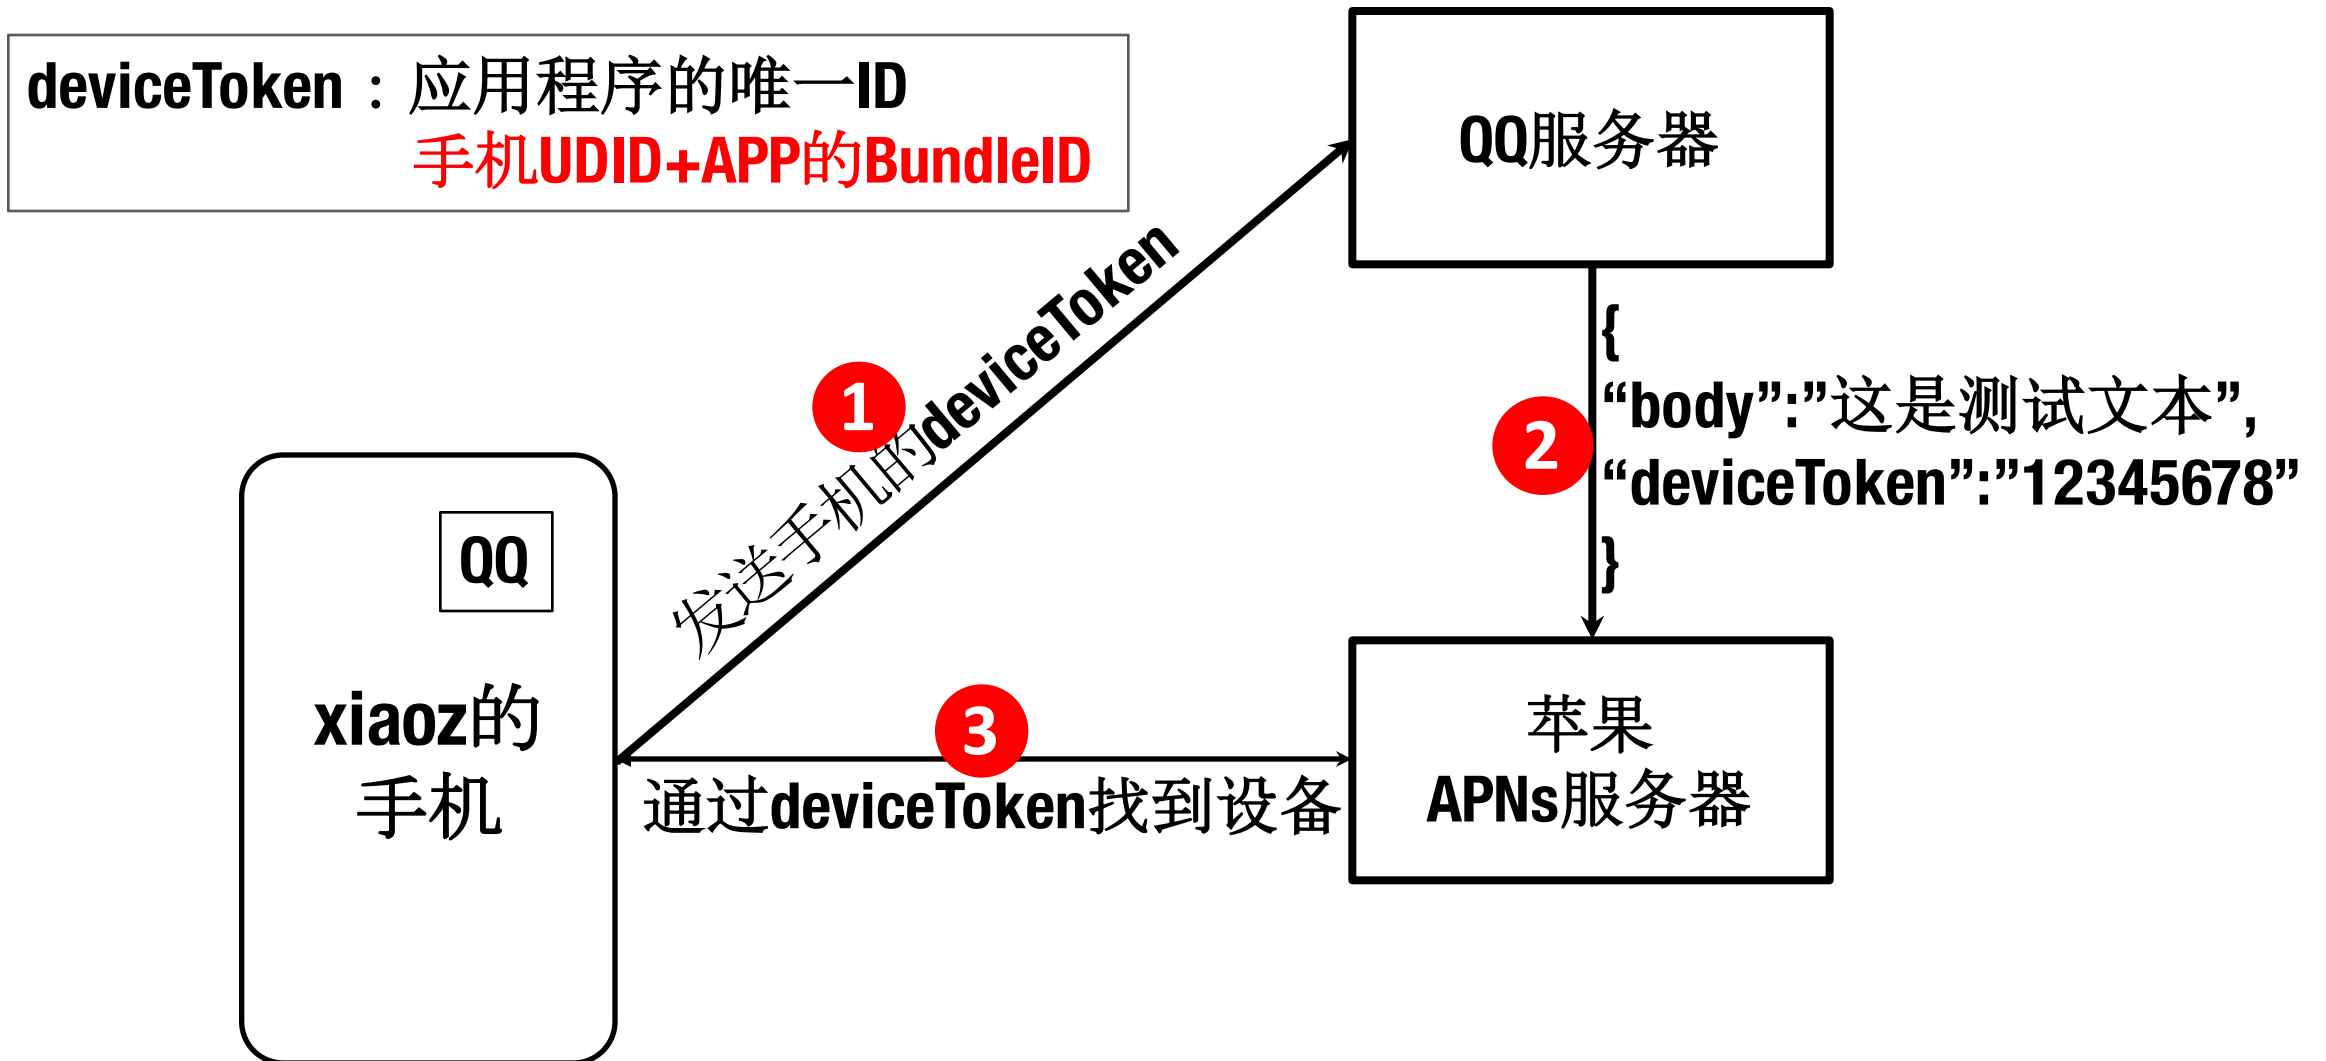 deviceToken：应用程序的唯一ID
手机UDID+APP的BundleID
QQ服务器
1
发送手机的deviceToken
{
“body”:”这是测试文本”,
2
“deviceToken”:”12345678”
}
QQ
xiaoz的
手机
3
通过deviceToken找到设备
苹果
APNs服务器